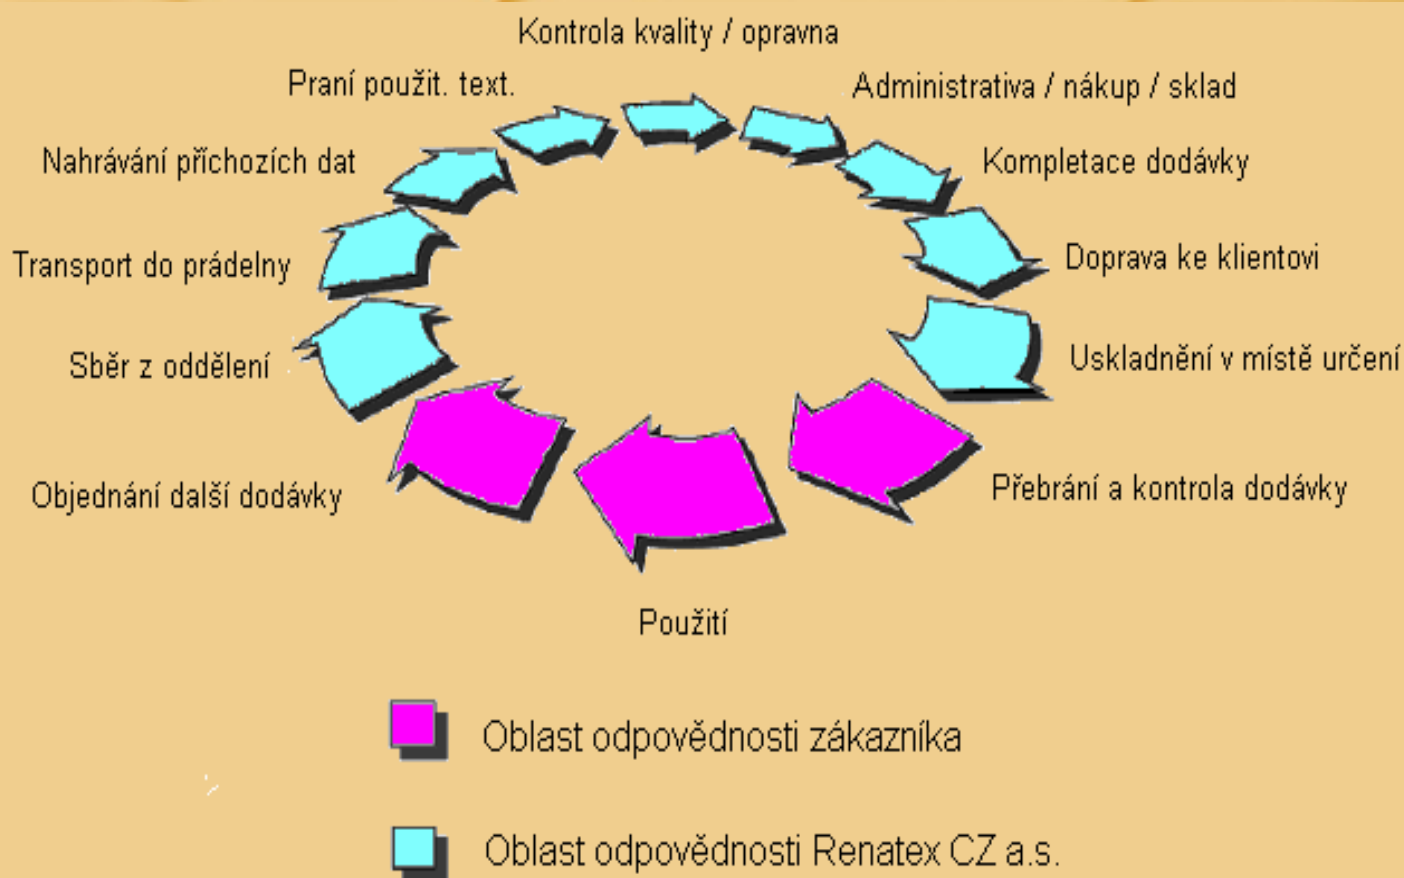 Kontrola kvality / opravna
Praní použit. text.
Administrativa / nákup / sklad
Nahrávání příchozích dat
Kompletace dodávky
Transport do prádelny
Doprava ke klientovi
Sběr z oddělení
Uskladnění v místě určení
Objednání další dodávky
Přebrání a kontrola dodávky
Použití
Oblast odpovědnosti zákazníka
Oblast odpovědnosti Renatex CZ a.s.